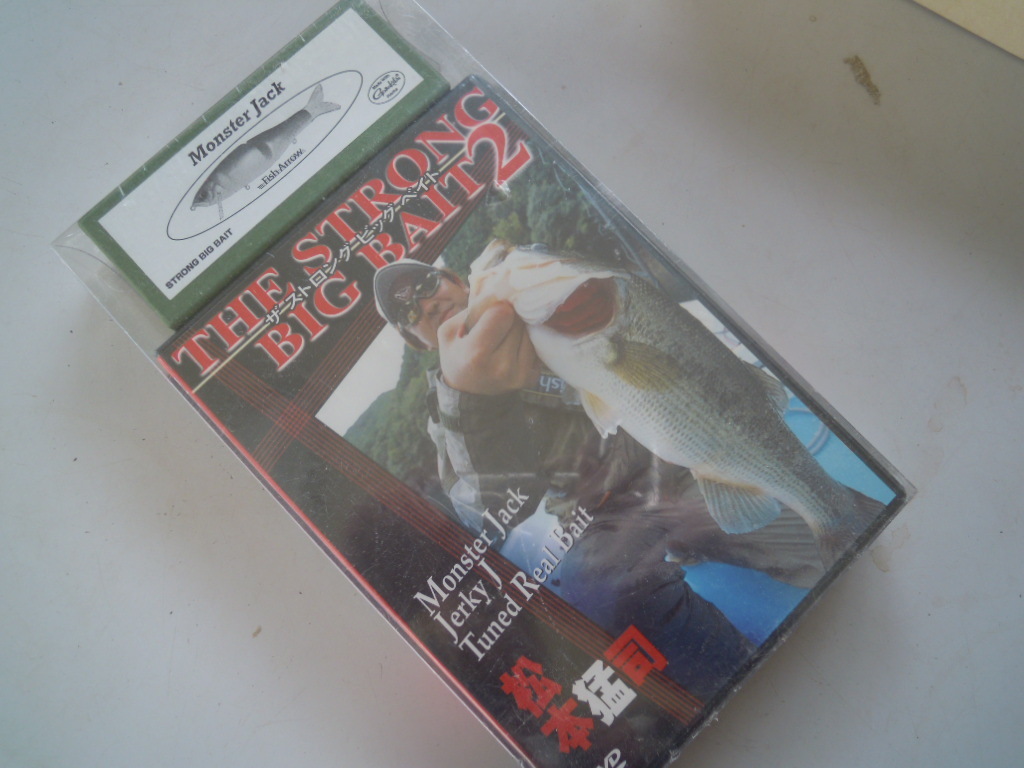 Monster Jack
Fish Arrow
STRONG BIG BAIT
THE STRONG
ザ・ストロング・ビッグ・ベイト
BIG BAIT 2
Monster Jack
Jerky J
Tuned Real Bait
松本猛司